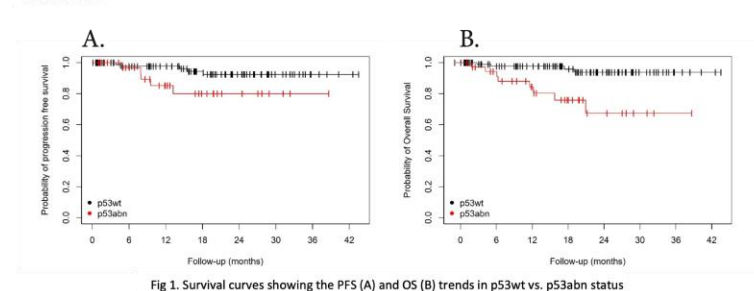 A.
B.
Probability of progression free survival
1.0
0.8
0.6
0.4
0.2
0.0
p53wt
p53abn
0 6 12 18 24 30 36 42
Follow-up (months)
Probability of Overall Survival
1.0
0.8
0.6
0.4
0.2
0.0
p53wt
p53abn
0 6 12 18 24 30 36 42
Follow-up (months)
Fig 1. Survival curves showing the PFS (A) and OS (B) trends in p53wt vs. p53abn status